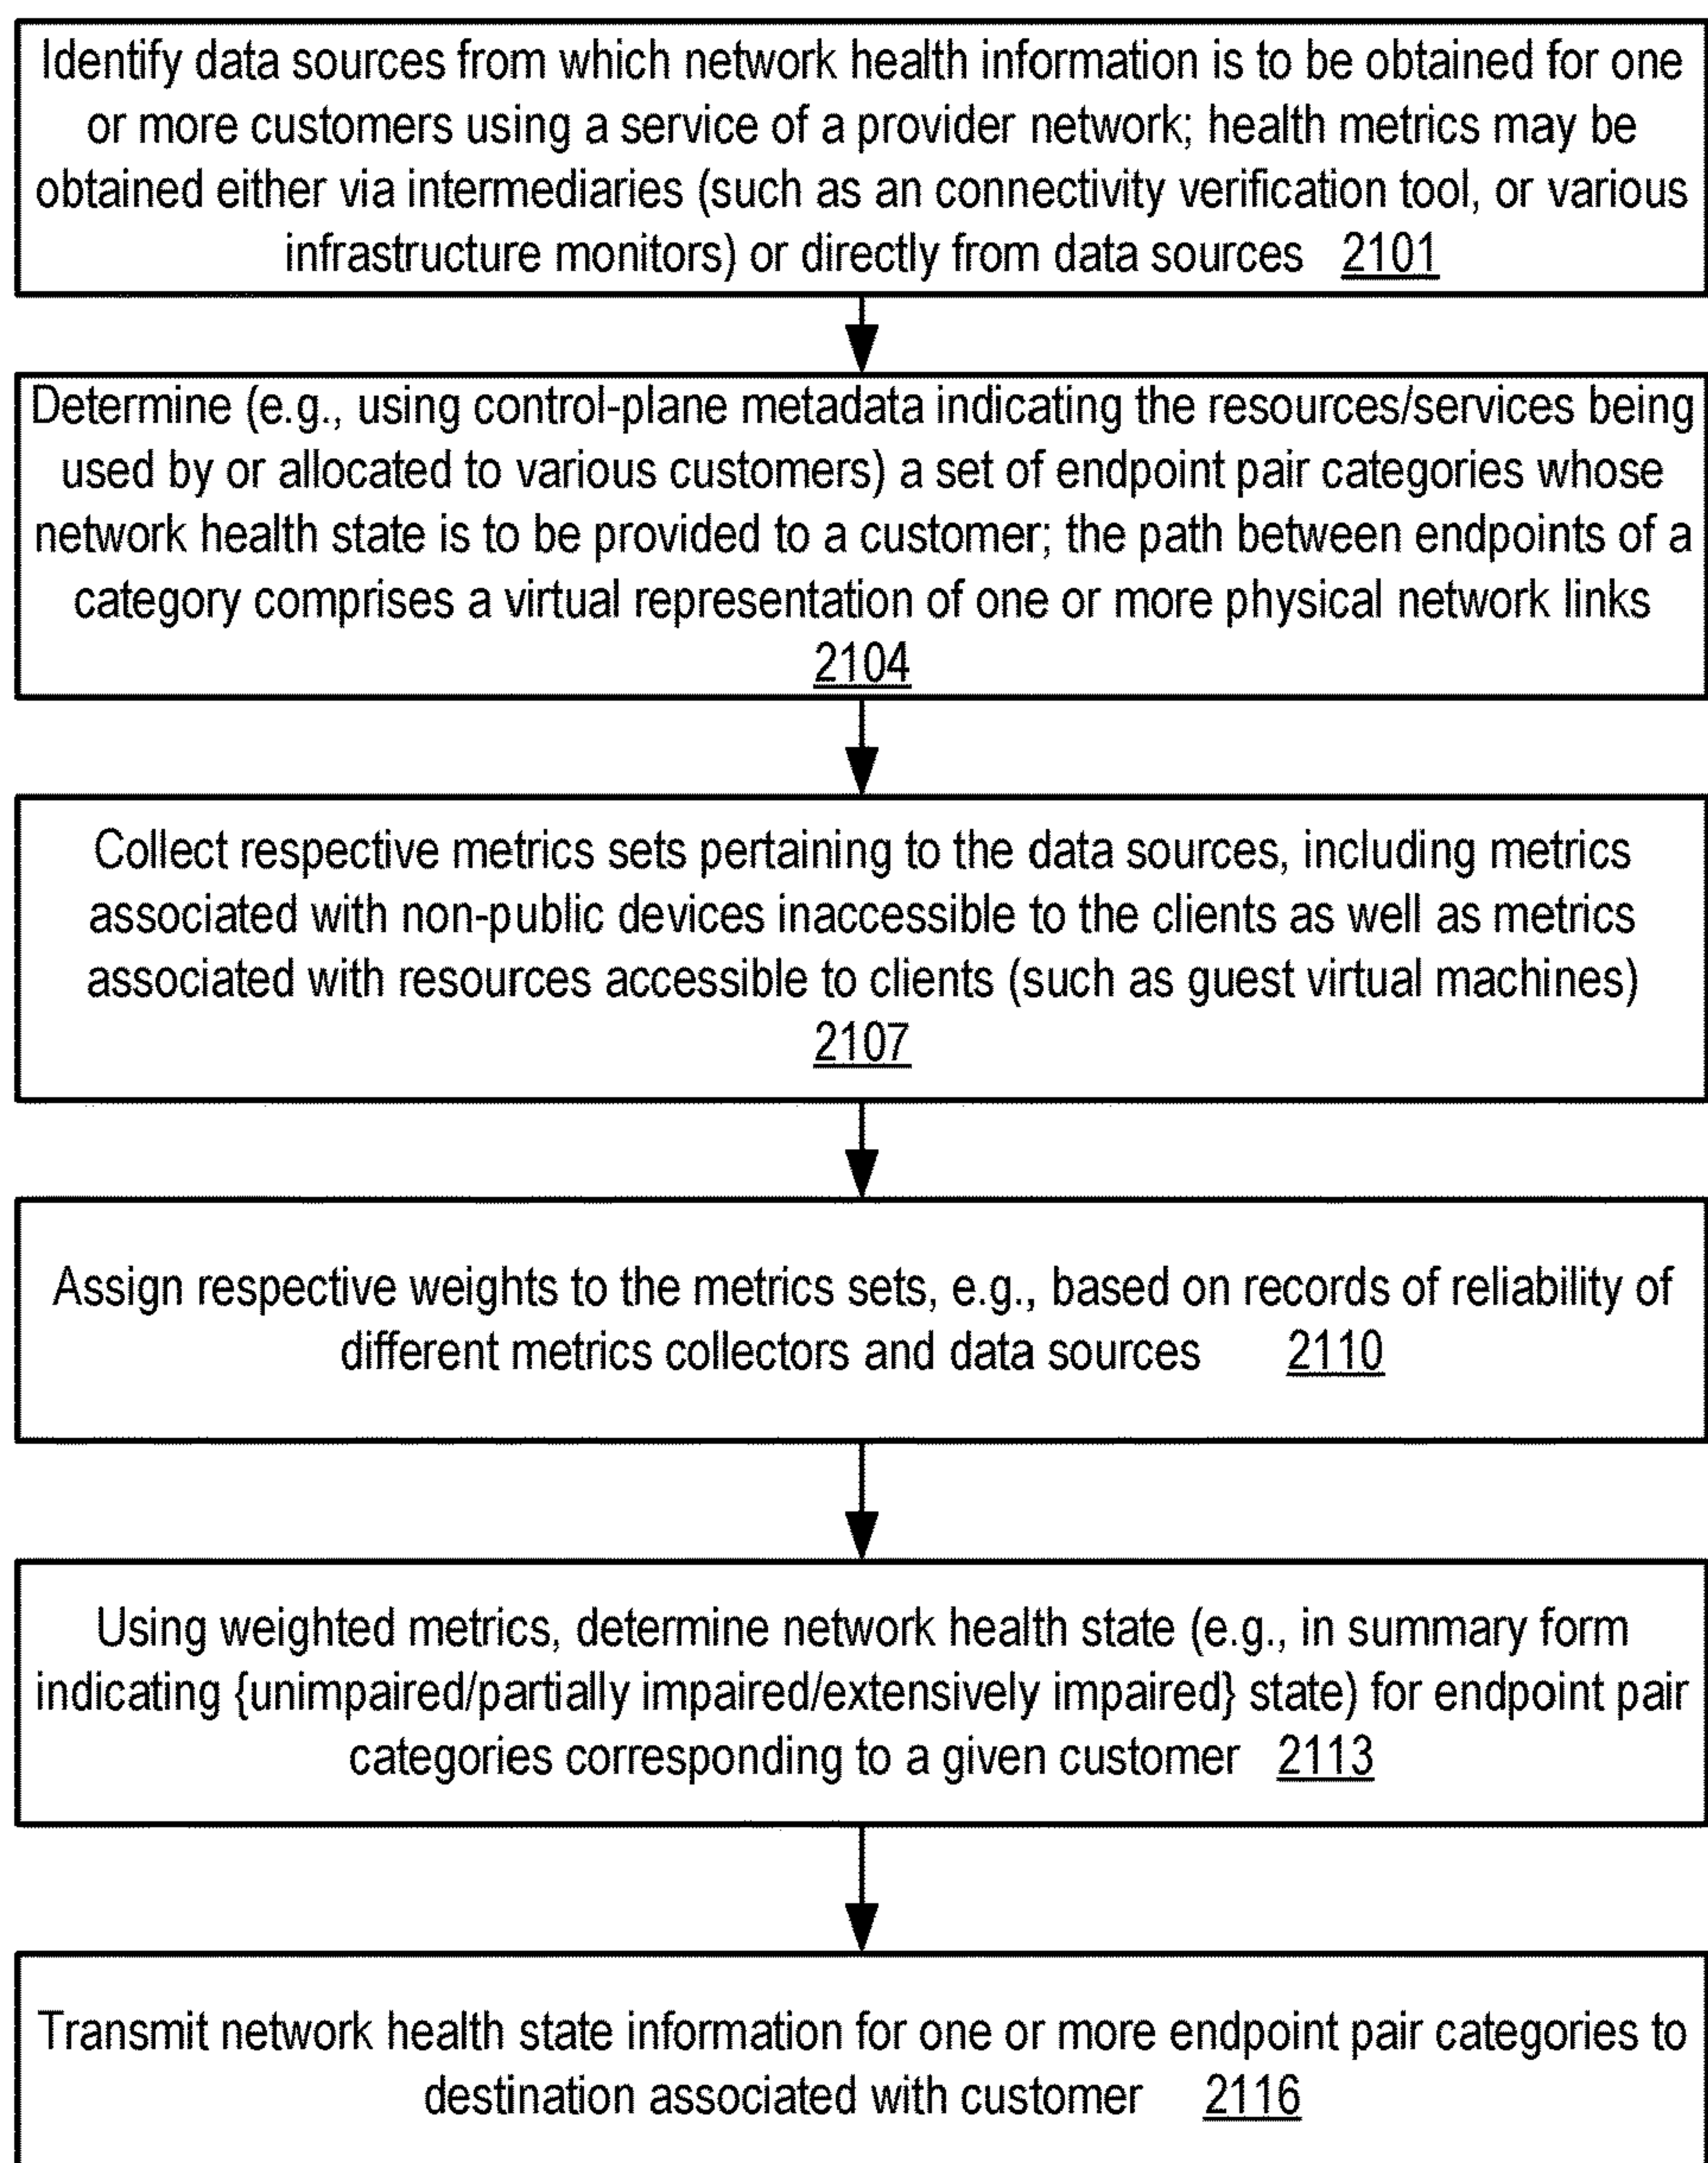 Identify data sources from which network health information is to be obtained for one
or more customers using a service of a provider network; health metrics may be
obtained either via intermediaries (such as an connectivity verification tool, or various
infrastructure monitors) or directly from data sources 2101
Determine (e.g., using control-plane metadata indicating the resources/services being
used by or allocated to various customers) a set of endpoint pair categories whose
network health state is to be provided to a customer; the path between endpoints of a
category comprises a virtual representation of one or more physical network links
2104
Collect respective metrics sets pertaining to the data sources, including metrics
associated with non-public devices inaccessible to the clients as well as metrics
associated with resources accessible to clients (such as guest virtual machines)
2107
Assign respective weights to the metrics sets, e.g., based on records of reliability of
different metrics collectors and data sources 2110
Using weighted metrics, determine network health state (e.g., in summary form
indicating {unimpaired/partially impaired/extensively impaired} state) for endpoint pair
categories corresponding to a given customer 2113
Transmit network health state information for one or more endpoint pair categories to
destination associated with customer 2116